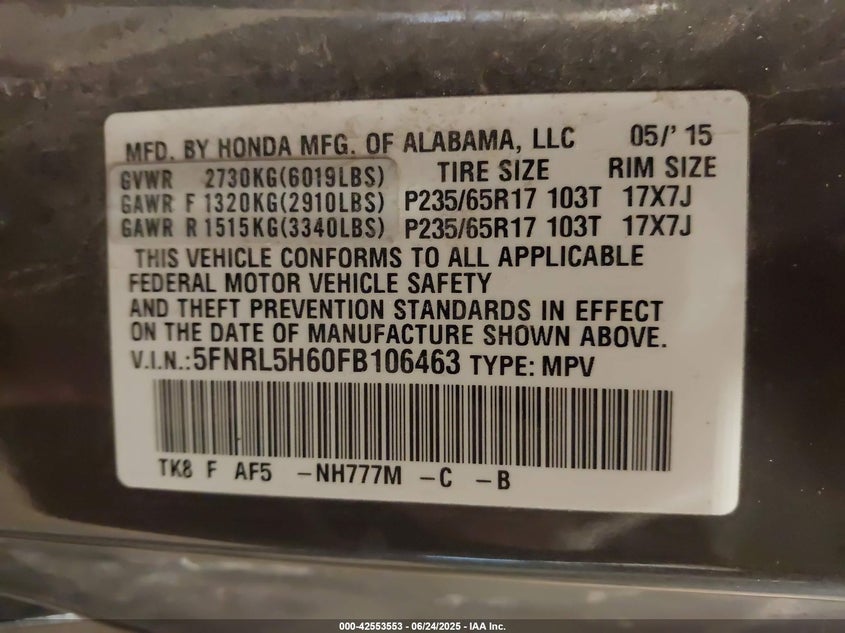 MFD. BY HONDA MFG. OF ALABAMA, LLC 05/' 15
GVWR 2730KG(6019LBS) TIRE SIZE RIM SIZE
GAWR F 1320KG(2910LBS) P235/65R17 103T 17X7J
GAWR R 1515KG(3340LBS) P235/65R17 103T 17X7J
THIS VEHICLE CONFORMS TO ALL APPLICABLE
FEDERAL MOTOR VEHICLE SAFETY
AND THEFT PREVENTION STANDARDS IN EFFECT
ON THE DATE OF MANUFACTURE SHOWN ABOVE.
V.I.N.:5FNRL5H60FB106463 TYPE: MPV
TK8 F AF5 -NH777M -C -B
000-42553553 - 06/24/2025 - IAA Inc.